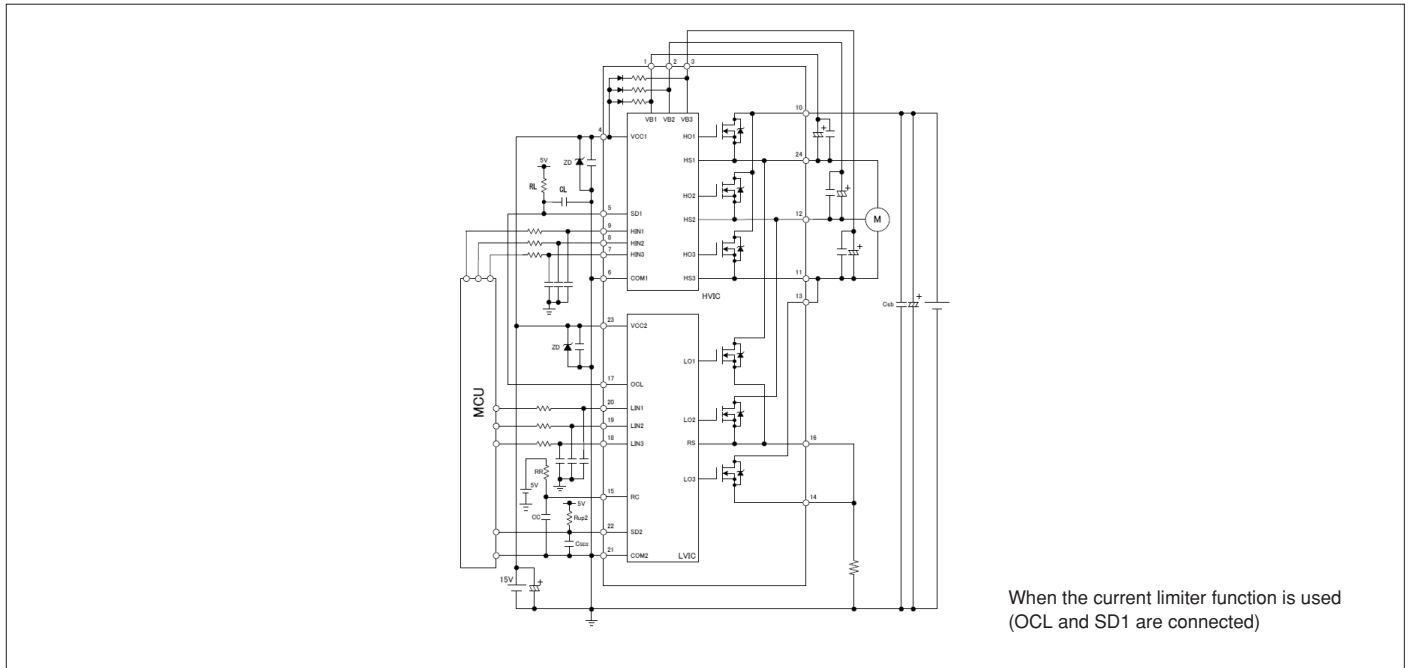 1 2 3
VB1 VB2 VB3
4 VCC1
HO1
10
5V
ZD
HS1
24
RL
CL
HO2
5 SD1
HS2
12
M
9 HIN1
8 HIN2
7 HIN3
HO3
6 COM1
HS3
11
HVIC
13
Csb
23 VCC2
ZD
LO1
17 OCL
MCU
20 LIN1
19 LIN2
LO2
18 LIN3
RS
16
RR
5V
LO3
15 RC
14
CC
5V
Rup2
22 SD2
21 COM2
LVIC
15V
When the current limiter function is used
(OCL and SD1 are connected)